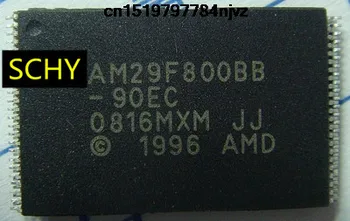 cn1519797784njvz
SCHY
AM29F800BB
-90EC
0816MXM JJ
© 1996 AMD